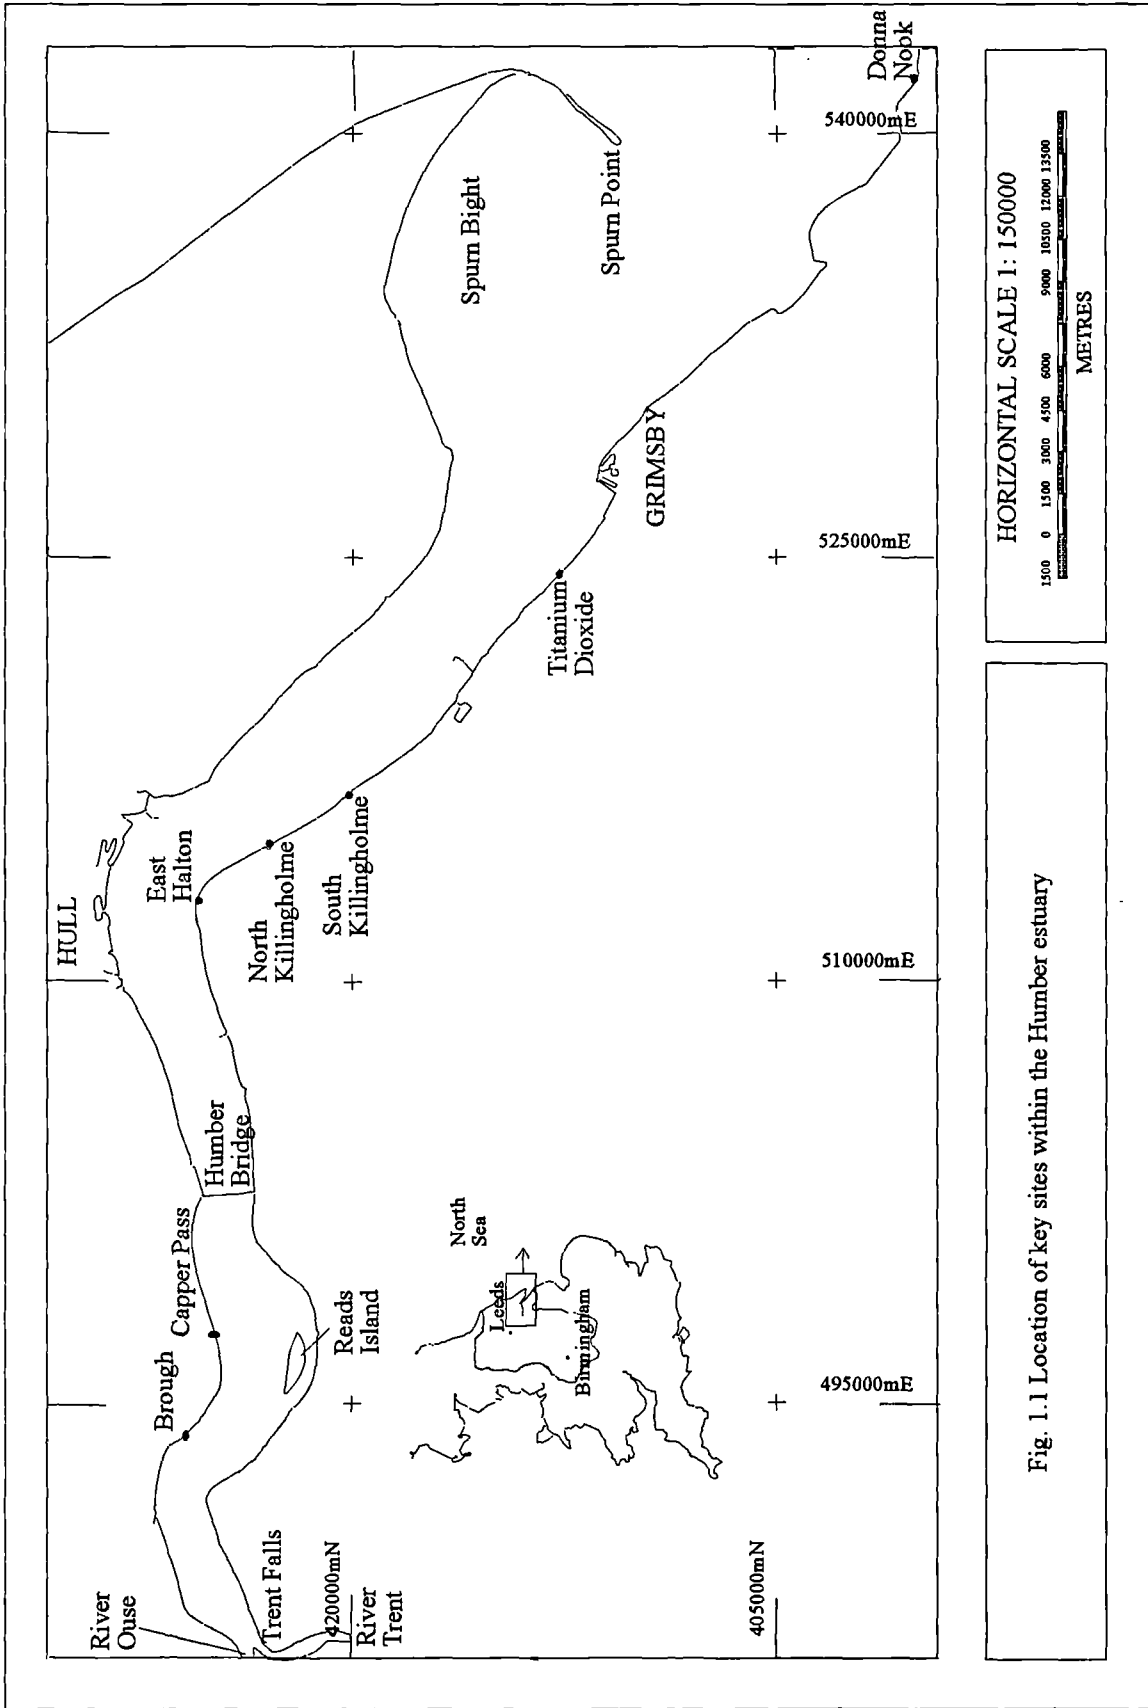 River
Ouse
Trent Falls
420000mN
River
Trent
405000mN
Brough
Capper Pass
Reads
Island
495000mE
Humber
Bridge
North
Sea
Leeds
Birmingham
HULL
East
Halton
North
Killingholme
South
Killingholme
510000mE
Titanium
Dioxide
525000mE
GRIMSBY
Spurn Bight
Spurn Point
540000mE
Donna
Nook
Fig. 1.1 Location of key sites within the Humber estuary
HORIZONTAL SCALE 1: 150000
1500 0 1500 3000 4500 6000 9000 10500 12000 13500
METRES